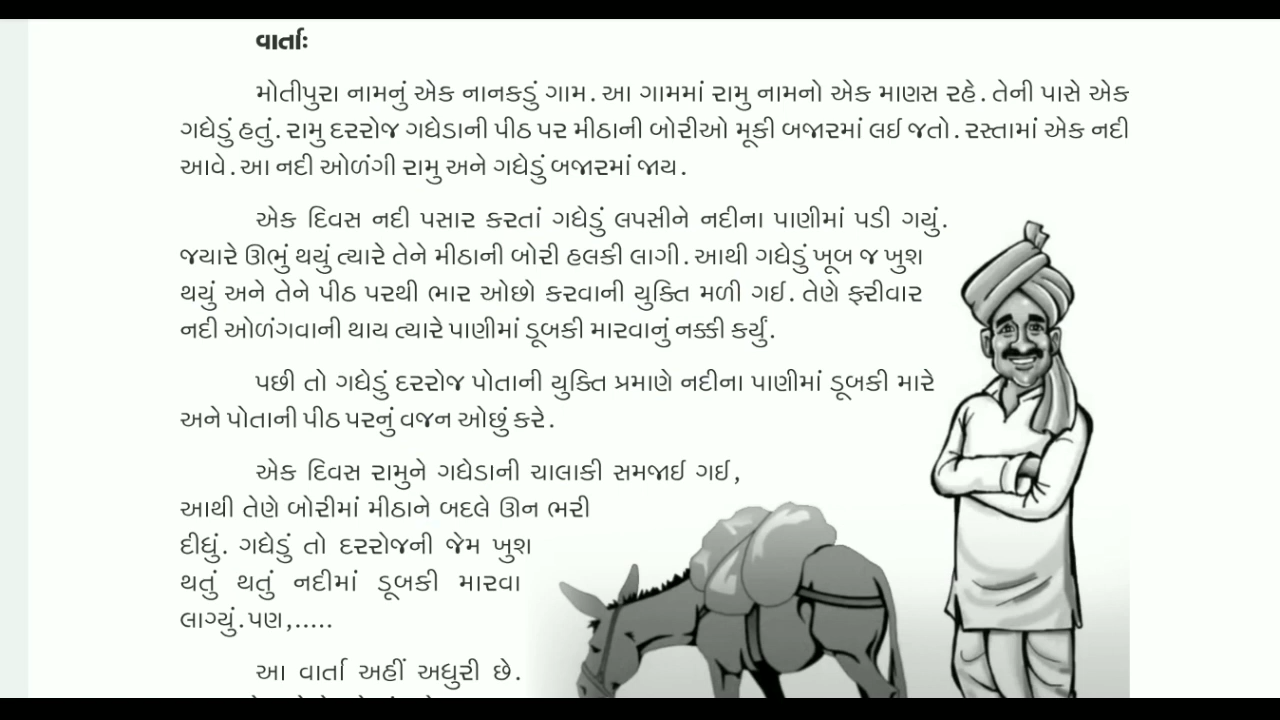 વાર્તાઃ
મોતીપુરા નામનું એક નાનકડું ગામ. આ ગામમાં રામુ નામનો એક માણસ રહે. તેની પાસે એક
ગધેડું હતું. રામુ દરરોજ ગધેડાની પીઠ પર મીઠાની બોરીઓ મૂકી બજારમાં લઈ જતો. રસ્તામાં એક નદી
આવે. આ નદી ઓળંગી રામુ અને ગધેડું બજારમાં જાય.
એક દિવસ નદી પસાર કરતાં ગધેડું લપસીને નદીના પાણીમાં પડી ગયું.
જયારે ઊભું થયું ત્યારે તેને મીઠાની બોરી હલકી લાગી. આથી ગધેડું ખૂબ જ ખુશ
થયું અને તેને પીઠ પરથી ભાર ઓછો કરવાની યુક્તિ મળી ગઈ. તેણે ફરીવાર
નદી ઓળંગવાની થાય ત્યારે પાણીમાં ડૂબકી મારવાનું નક્કી કર્યું.
પછી તો ગધેડું દરરોજ પોતાની યુક્તિ પ્રમાણે નદીના પાણીમાં ડૂબકી મારે
અને પોતાની પીઠ પરનું વજન ઓછું કરે.
એક દિવસ રામુને ગધેડાની ચાલાકી સમજાઈ ગઈ,
આથી તેણે બોરીમાં મીઠાને બદલે ઊન ભરી
દીધું. ગધેડું તો દરરોજની જેમ ખુશ
થતું થતું નદીમાં ડૂબકી મારવા
લાગ્યું. પણ,.....
આ વાર્તા અહીં અધુરી છે.